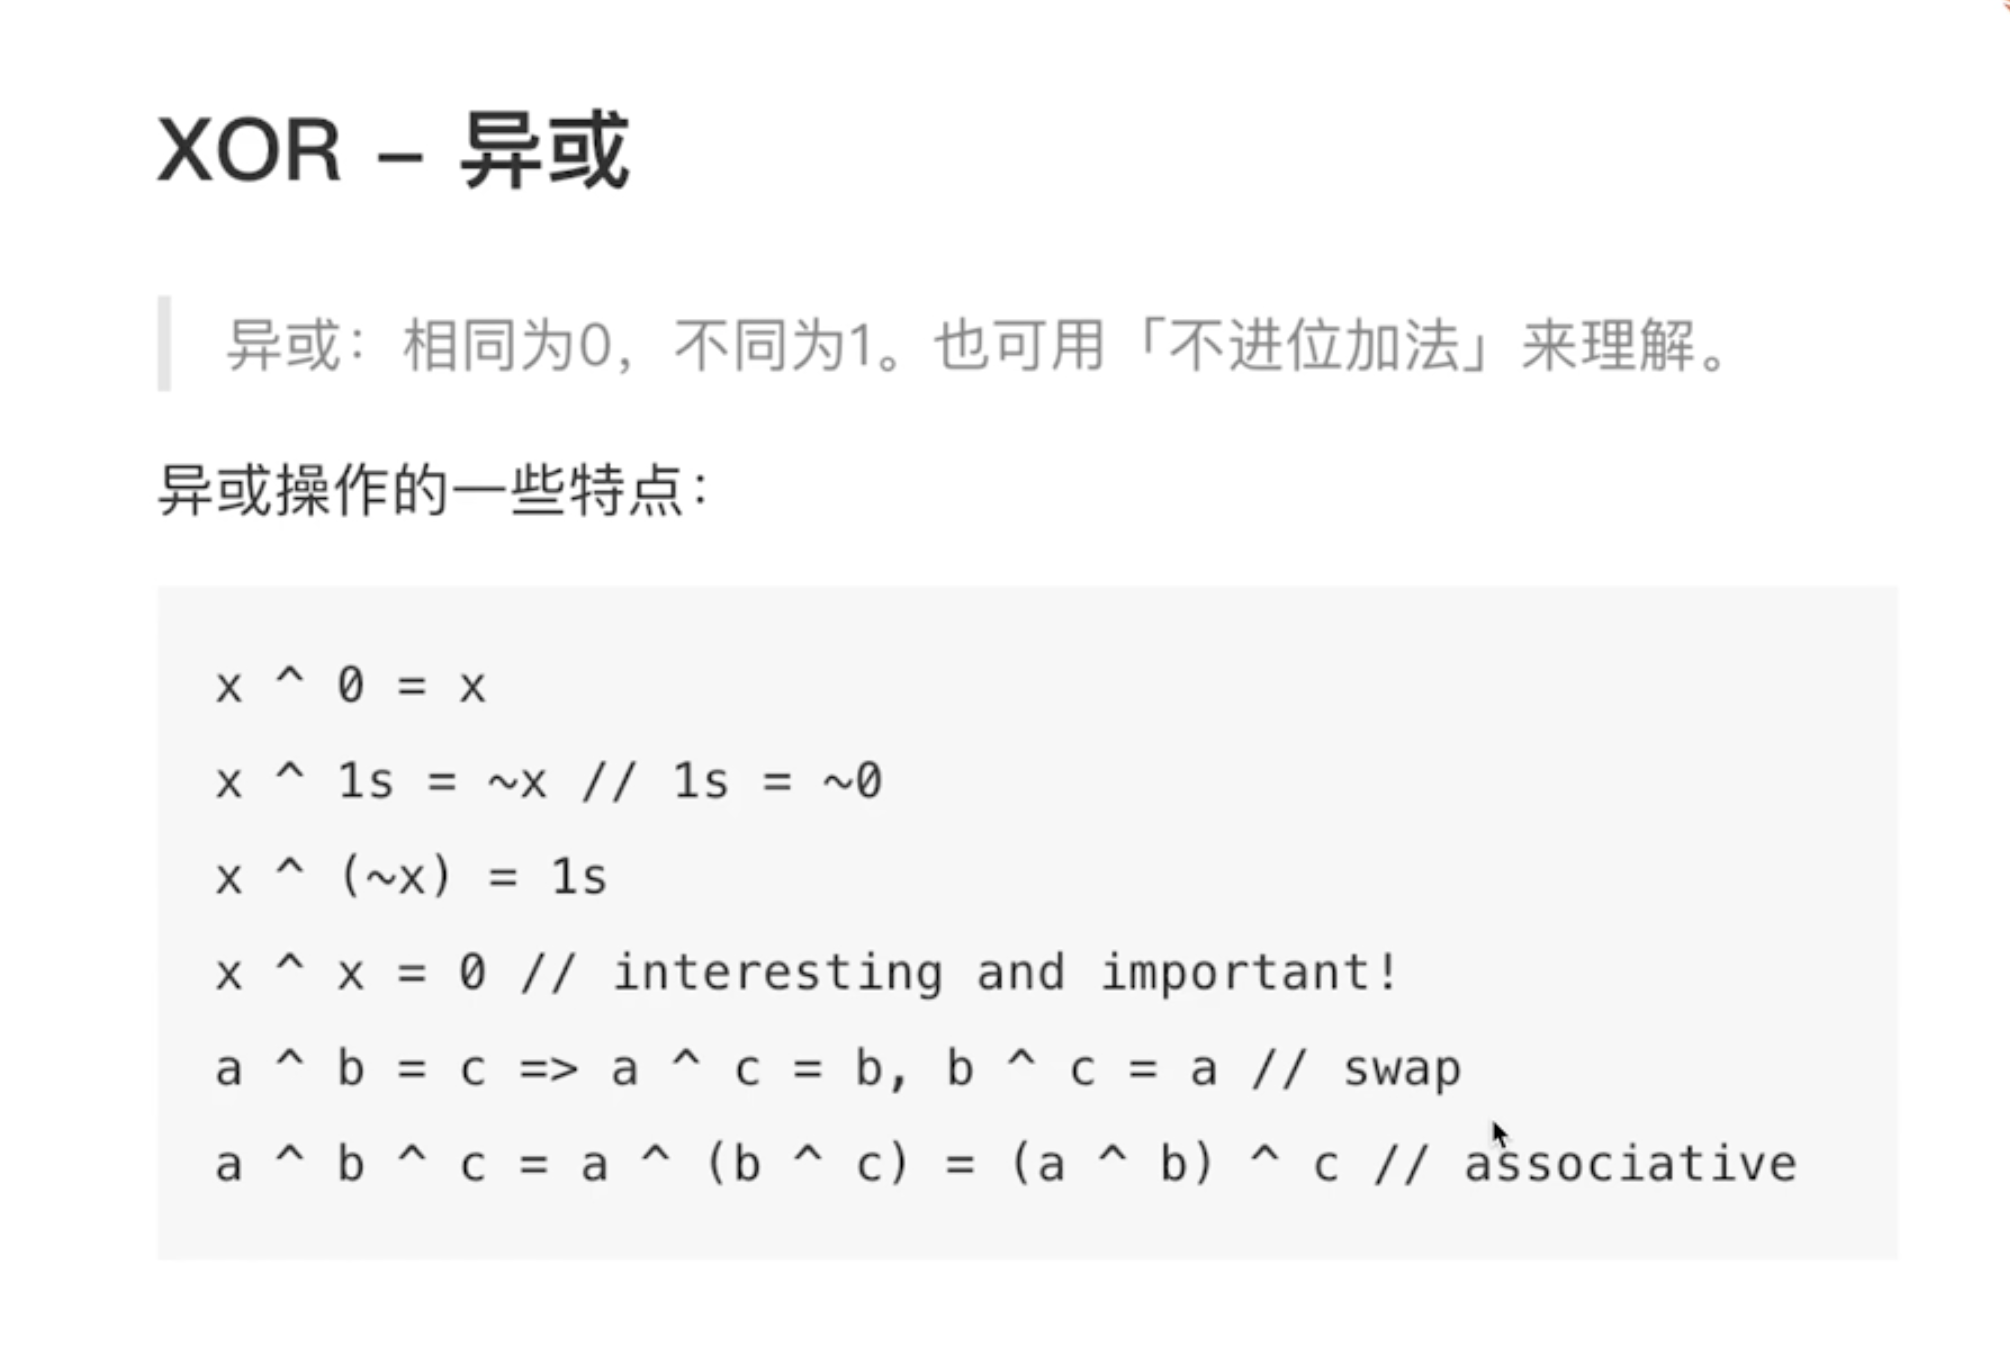 XOR – 异或
异或：相同为0，不同为1。也可用「不进位加法」来理解。
异或操作的一些特点：
x ^ 0 = x
x ^ 1s = ~x // 1s = ~0
x ^ (~x) = 1s
x ^ x = 0 // interesting and important!
a ^ b = c => a ^ c = b, b ^ c = a // swap
a ^ b ^ c = a ^ (b ^ c) = (a ^ b) ^ c // associative